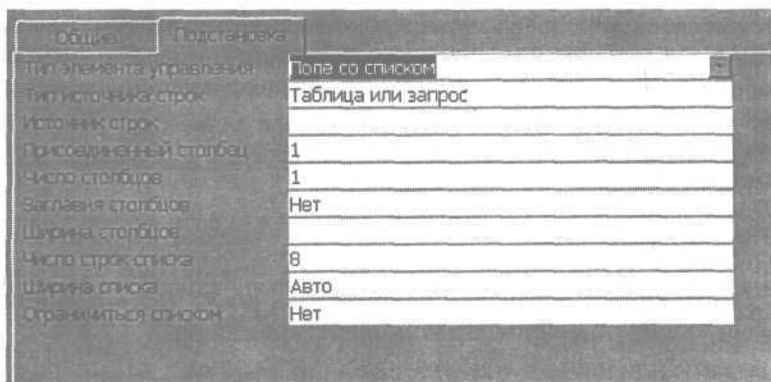 Общие Подстановка
Тип элемента управления Поле со списком
Тип источника строк Таблица или запрос
Источник строк
Присоединенный столбец 1
Число столбцов 1
Заглавия столбцов Нет
Ширина столбцов
Число строк списка 8
Ширина списка Авто
Ограничиться списком Нет